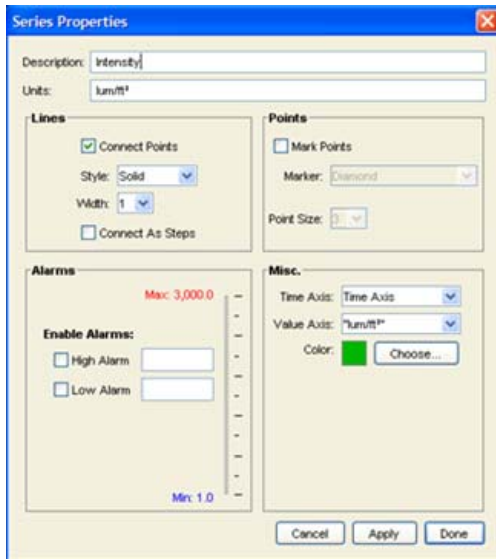 Series Properties
Description: Intensity
Units: lum/ft²
Lines
Connect Points
Style: Solid
Width: 1
Connect As Steps
Points
Mark Points
Marker: Diamond
Point Size: 3
Alarms
Max: 3,000.0
Enable Alarms:
High Alarm
Low Alarm
Min: 1.0
Misc.
Time Axis: Time Axis
Value Axis: "lum/ft²"
Color: Choose...
Cancel Apply Done